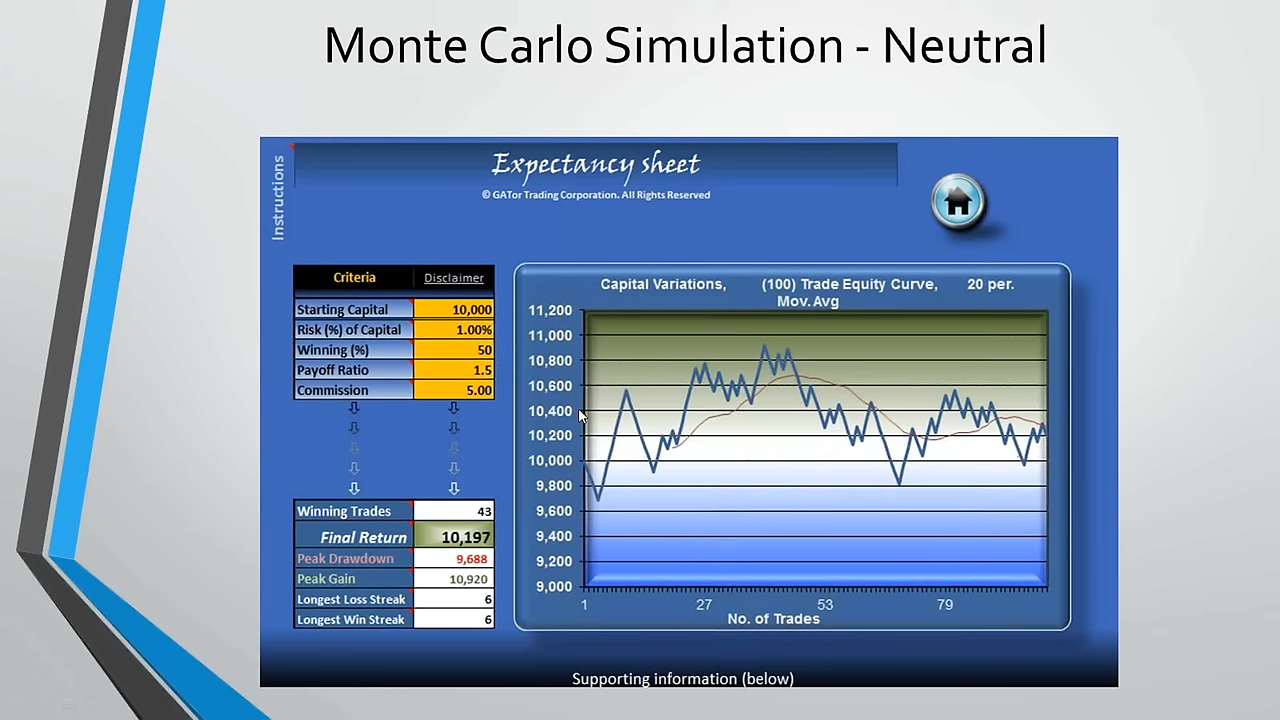 Monte Carlo Simulation - Neutral
Instructions
Expectancy sheet
© GATor Trading Corporation. All Rights Reserved
Criteria Disclaimer
Starting Capital 10,000
Risk (%) of Capital 1.00%
Winning (%) 50
Payoff Ratio 1.5
Commission 5.00
Winning Trades 43
Final Return 10,197
Peak Drawdown 9,688
Peak Gain 10,920
Longest Loss Streak 6
Longest Win Streak 6
Capital Variations, (100) Trade Equity Curve, 20 per.
Mov. Avg
11,200
11,000
10,800
10,600
10,400
10,200
10,000
9,800
9,600
9,400
9,200
9,000
1 27 53 79
No. of Trades
Supporting information (below)